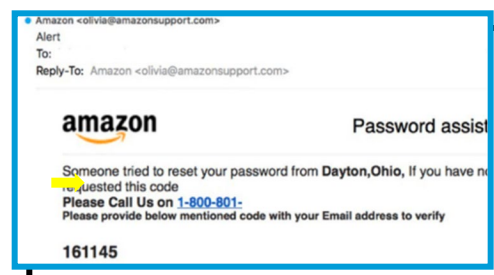 Amazon <olivia@amazonsupport.com>
Alert
To:
Reply-To: Amazon <olivia@amazonsupport.com>
amazon
Password assist
Someone tried to reset your password from Dayton,Ohio, If you have
requested this code
Please Call Us on 1-800-801-
Please provide below mentioned code with your Email address to verify
161145